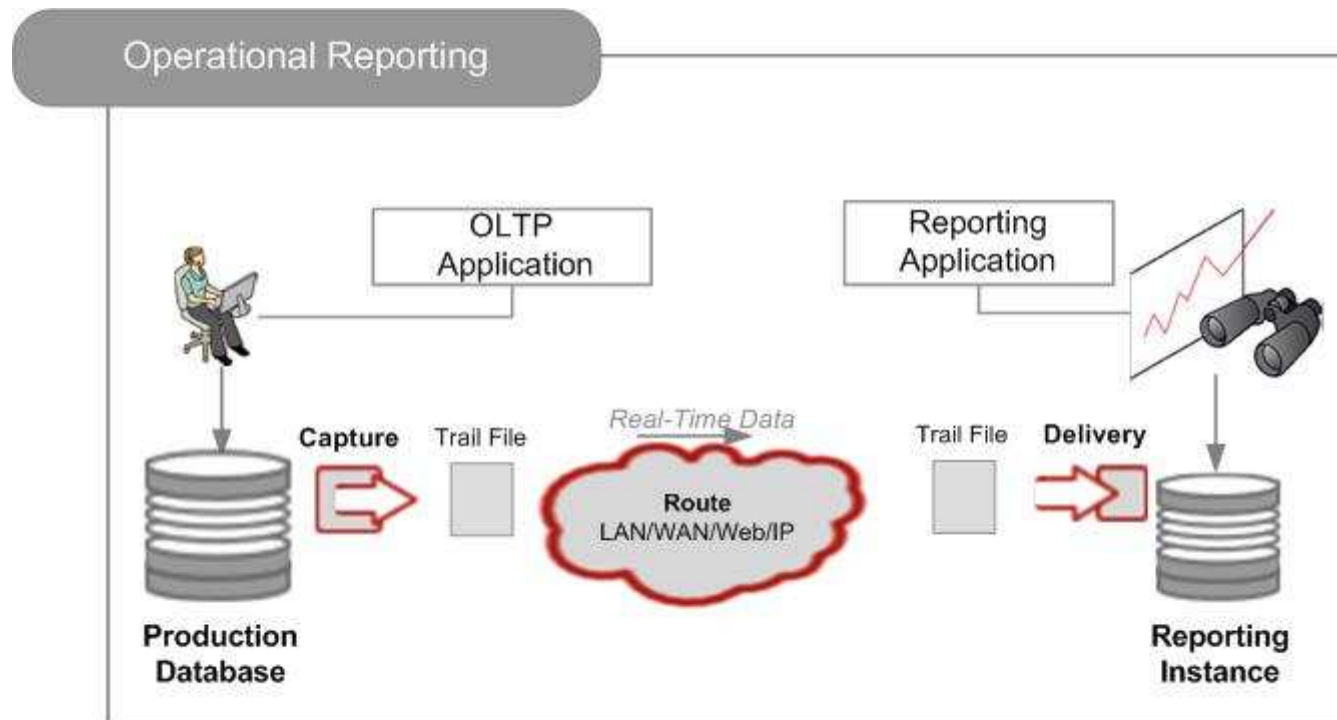 Operational Reporting
OLTP
Application
Reporting
Application
Capture
Trail File
Real-Time Data
Route
LAN/WAN/Web/IP
Trail File
Delivery
Production
Database
Reporting
Instance